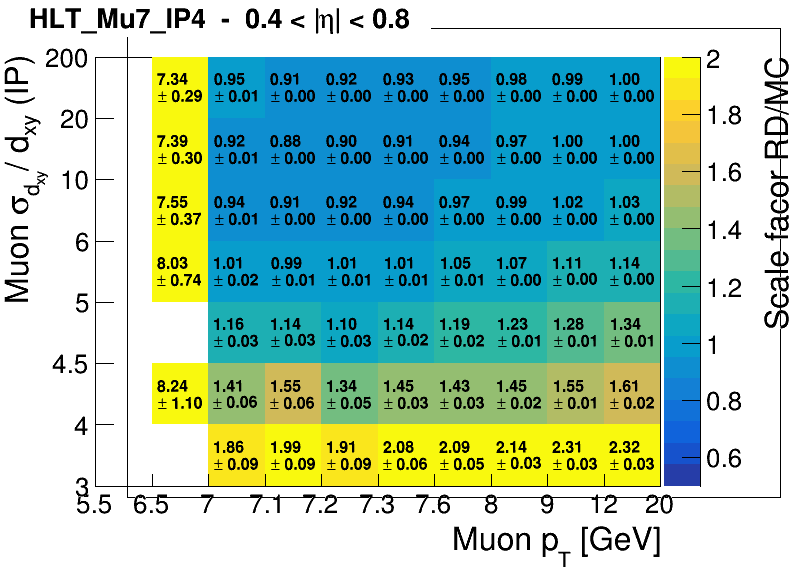 HLT_Mu7_IP4 - 0.4 < |η| < 0.8
200
7.34 0.95 0.91 0.92 0.93 0.95 0.98 0.99 1.00
± 0.29 ± 0.01 ± 0.00 ± 0.00 ± 0.00 ± 0.00 ± 0.00 ± 0.00 ± 0.00
20
7.39 0.92 0.88 0.90 0.91 0.94 0.97 1.00 1.00
± 0.30 ± 0.01 ± 0.00 ± 0.00 ± 0.00 ± 0.00 ± 0.00 ± 0.00 ± 0.00
10
7.55 0.94 0.91 0.92 0.94 0.97 0.99 1.02 1.03
± 0.37 ± 0.01 ± 0.00 ± 0.00 ± 0.00 ± 0.00 ± 0.00 ± 0.00 ± 0.00
6
8.03 1.01 0.99 1.01 1.01 1.05 1.07 1.11 1.14
± 0.74 ± 0.02 ± 0.01 ± 0.01 ± 0.01 ± 0.01 ± 0.01 ± 0.00 ± 0.00
5
1.16 1.14 1.10 1.14 1.19 1.23 1.28 1.34
± 0.03 ± 0.03 ± 0.03 ± 0.02 ± 0.02 ± 0.01 ± 0.01 ± 0.01
4.5
8.24 1.41 1.55 1.34 1.45 1.43 1.45 1.55 1.61
± 1.10 ± 0.06 ± 0.06 ± 0.05 ± 0.03 ± 0.03 ± 0.02 ± 0.01 ± 0.02
4
1.86 1.99 1.91 2.08 2.09 2.14 2.31 2.32
± 0.09 ± 0.09 ± 0.09 ± 0.06 ± 0.05 ± 0.03 ± 0.03 ± 0.03
3
5.5 6.5 7 7.1 7.2 7.3 7.6 8 9 12 20
Muon p_T [GeV]
Muon σ_d_xy / d_xy (IP)
2
1.8
1.6
1.4
1.2
1
0.8
0.6
Scale facor RD/MC